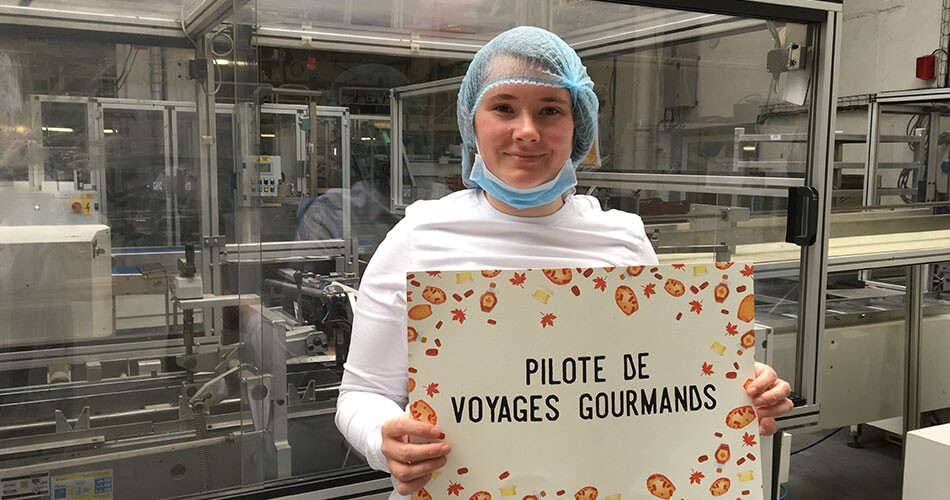 PILOTE DE
VOYAGES GOURMANDS